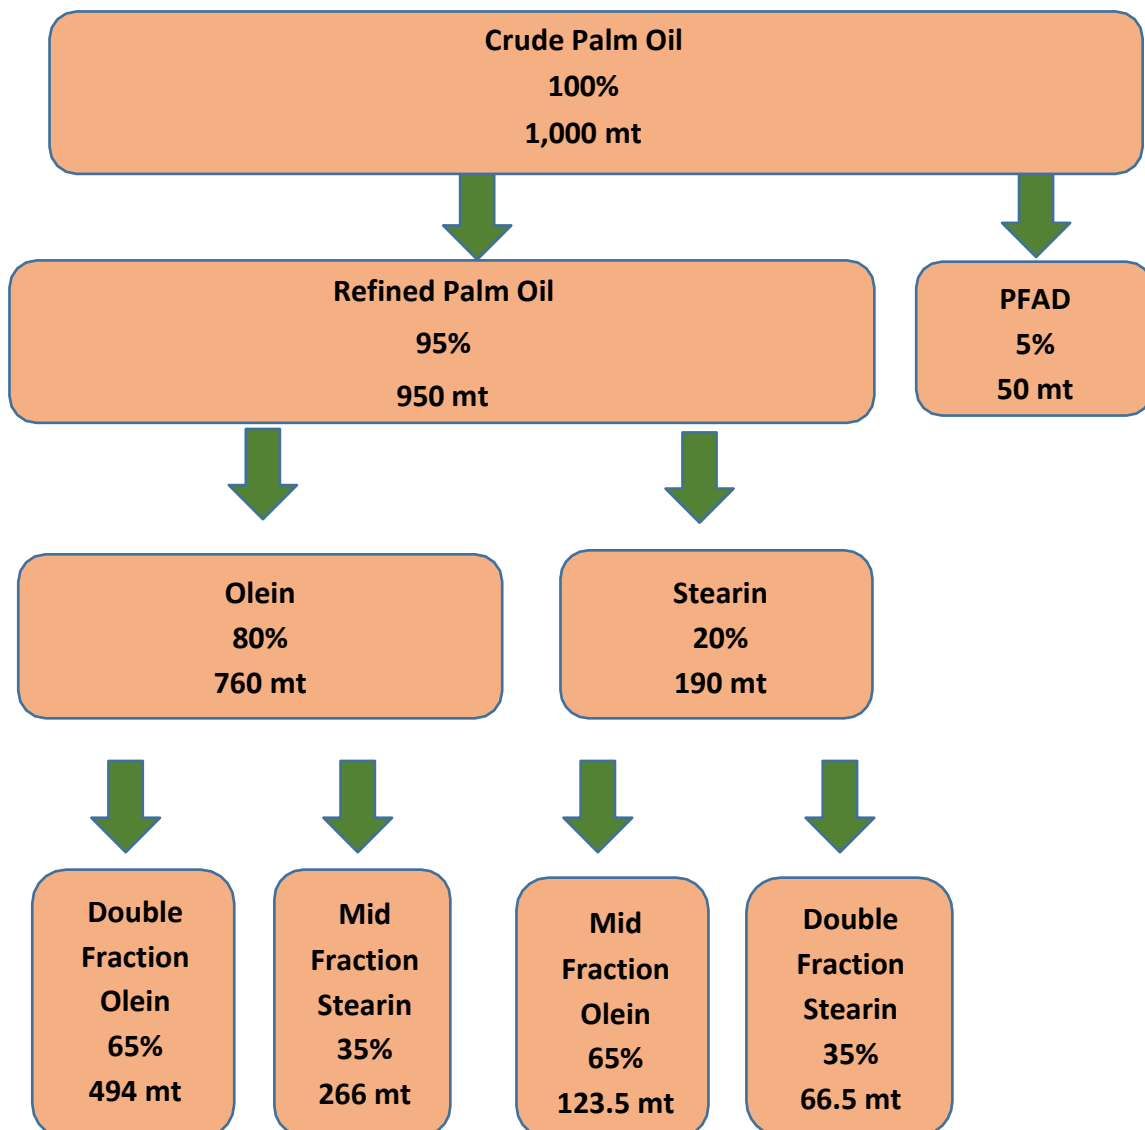 Crude Palm Oil
100%
1,000 mt
Refined Palm Oil
95%
950 mt
PFAD
5%
50 mt
Olein
80%
760 mt
Stearin
20%
190 mt
Double
Fraction
Olein
65%
494 mt
Mid
Fraction
Stearin
35%
266 mt
Mid
Fraction
Olein
65%
123.5 mt
Double
Fraction
Stearin
35%
66.5 mt